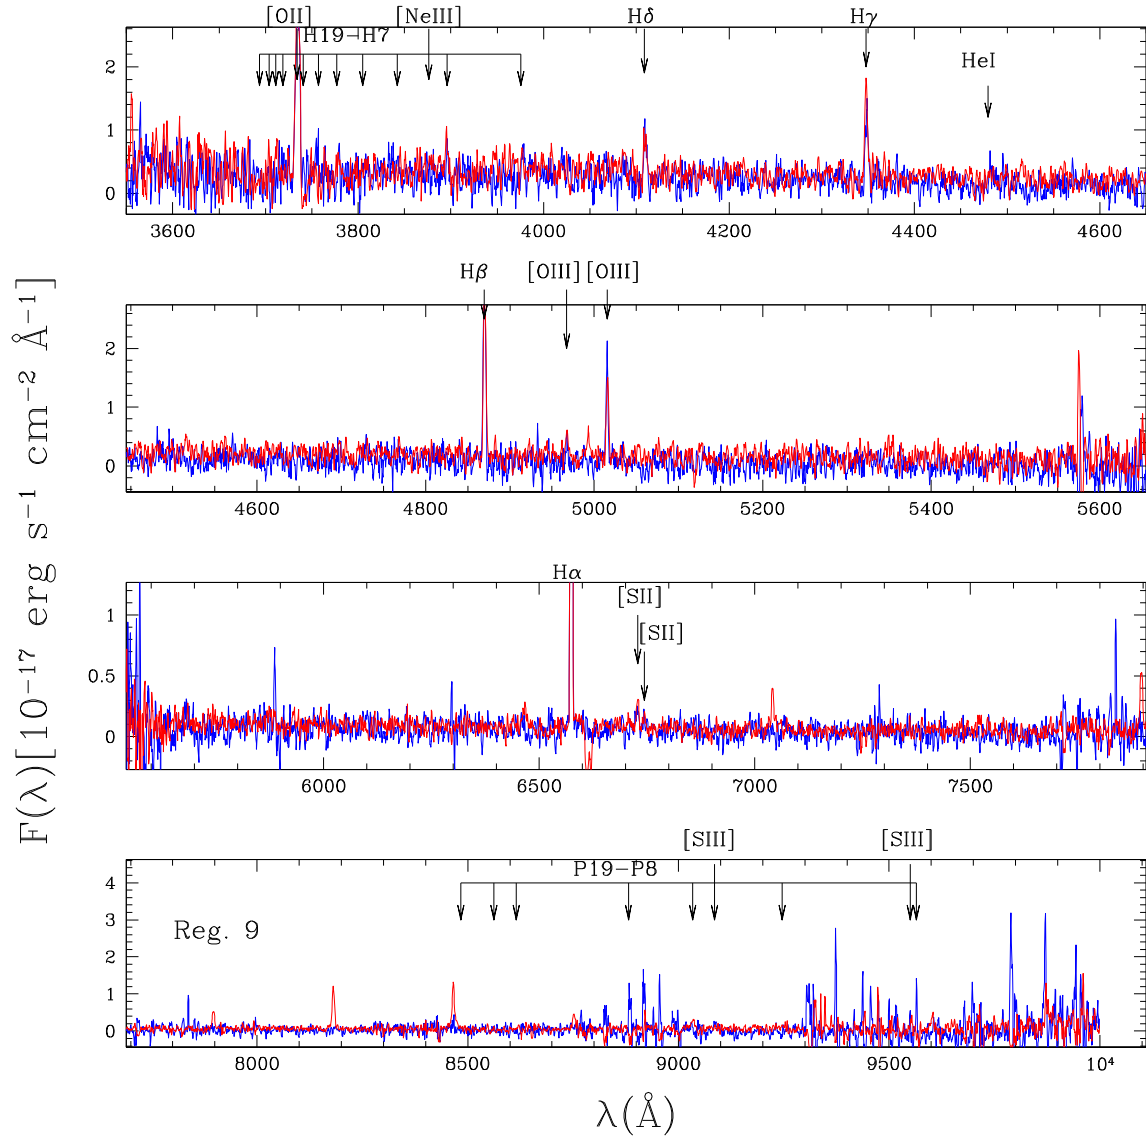 [OII] [NeIII] Hδ Hγ
H19−H7
HeI
2
1
0
3600 3800 4000 4200 4400 4600
Hβ [OIII] [OIII]
2
1
0
4600 4800 5000 5200 5400 5600
Hα
[SII]
[SII]
1
0.5
0
6000 6500 7000 7500
[SIII] [SIII]
P19−P8
4
3
2
1
0
Reg. 9
8000 8500 9000 9500 10⁴
λ(Å)
F(λ)[10⁻¹⁷ erg s⁻¹ cm⁻² Å⁻¹]